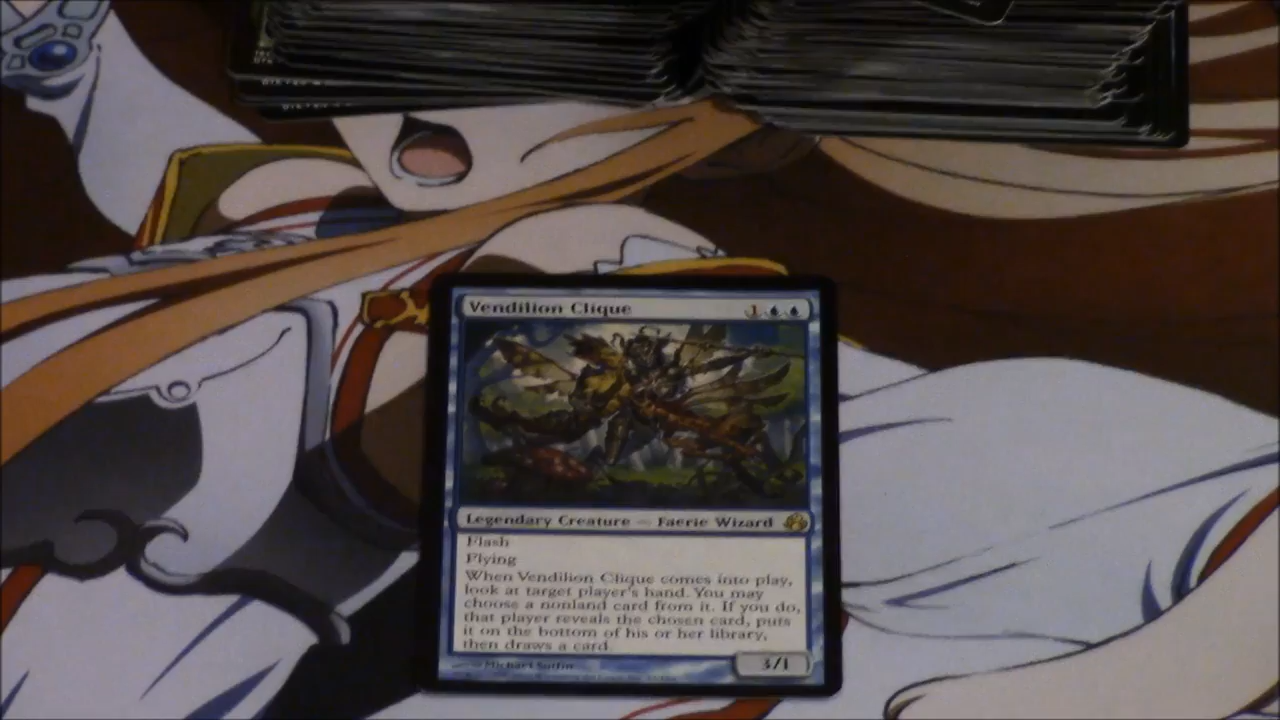 Vendilion Clique 1
Legendary Creature — Faerie Wizard
Flash
Flying
When Vendilion Clique comes into play,
look at target player's hand. You may
choose a nonland card from it. If you do,
that player reveals the chosen card, puts
it on the bottom of his or her library,
then draws a card.
3/1
Michael Sutfin